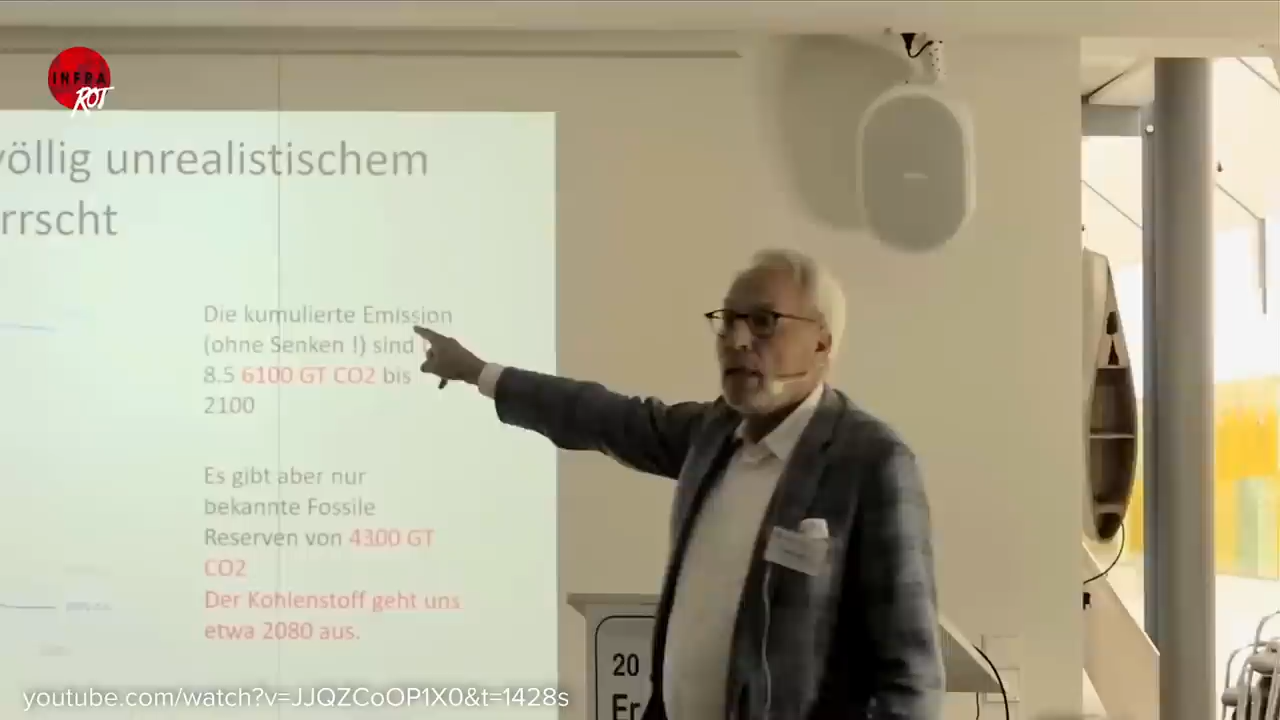 INFRA
ROT
völlig unrealistischem
rrscht
Die kumulierte Emission
(ohne Senken !) sind
8.5 6100 GT CO2 bis
2100
Es gibt aber nur
bekannte Fossile
Reserven von 4300 GT
CO2
Der Kohlenstoff geht uns
etwa 2080 aus.
20
Er
youtube.com/watch?v=JJQZCoOP1X0&t=1428s